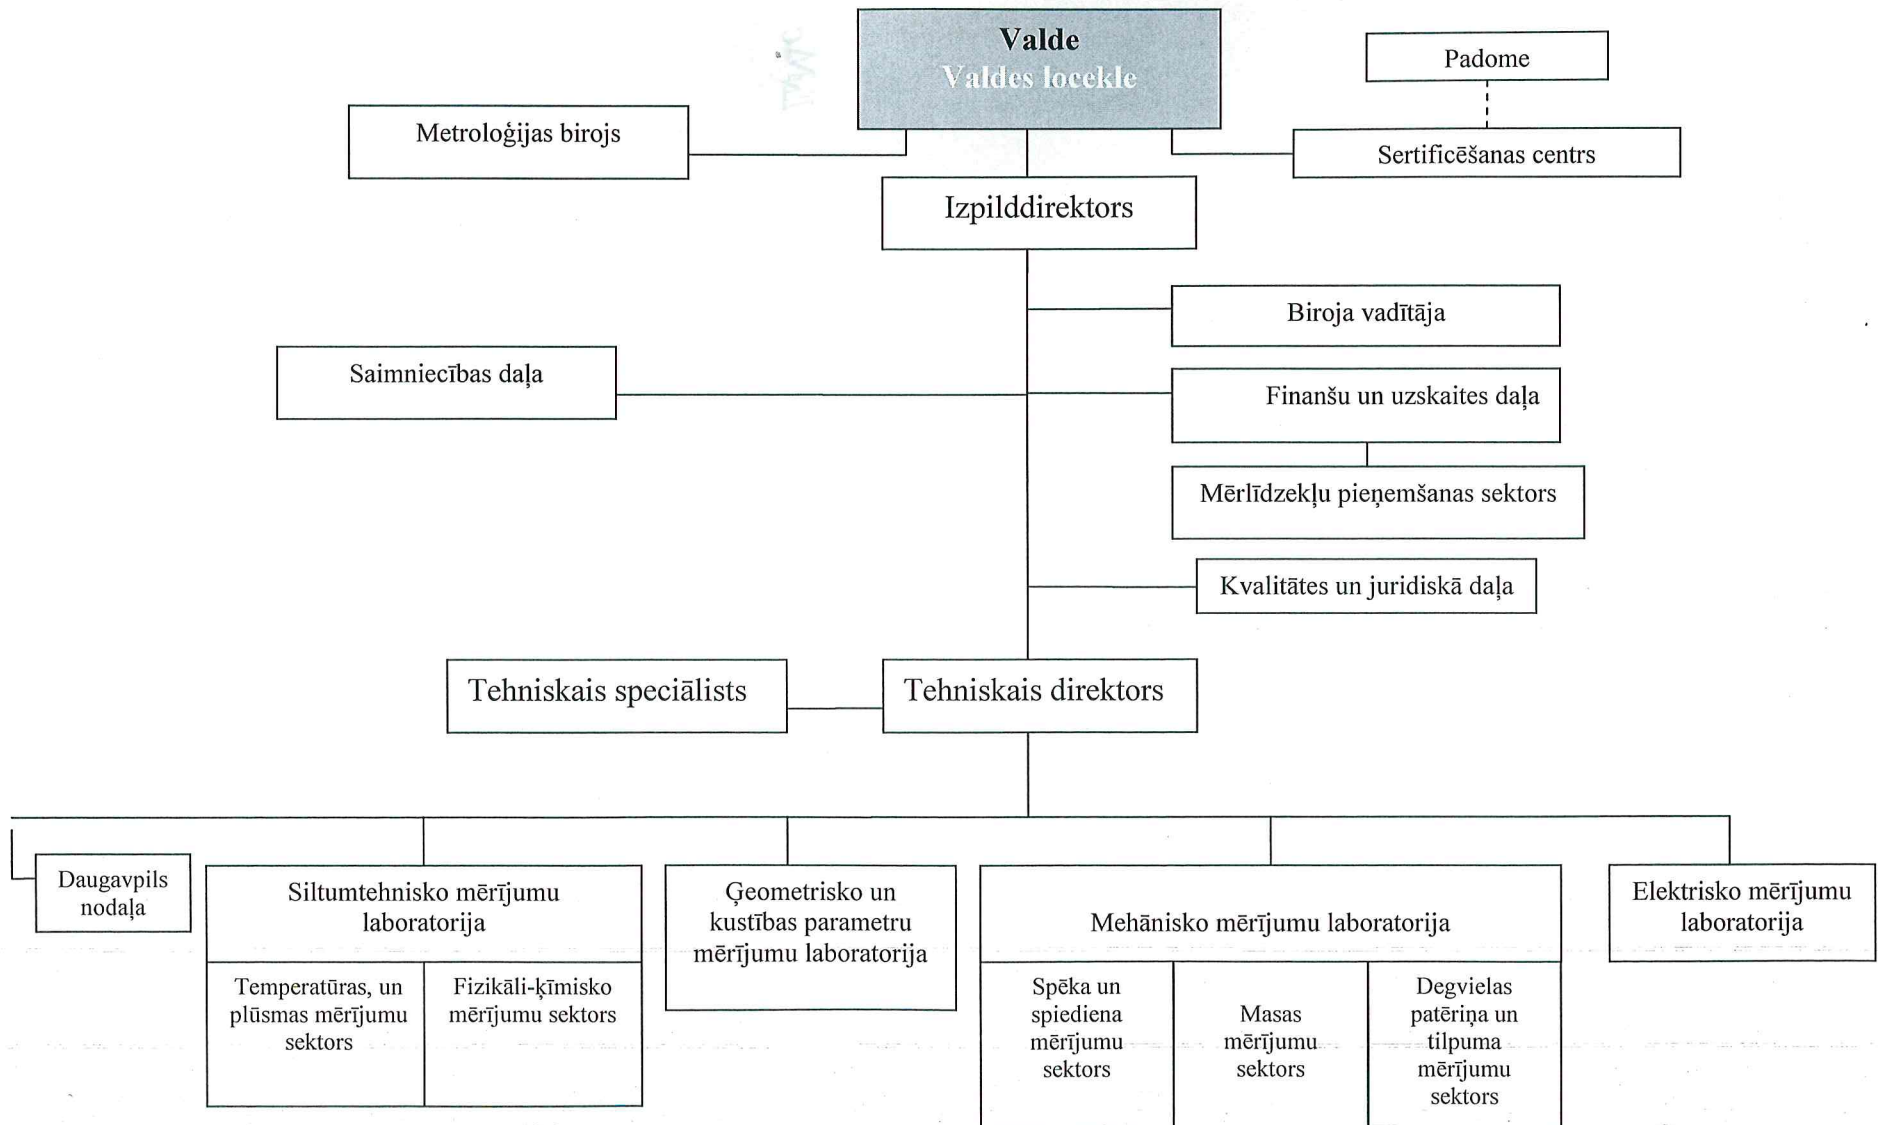 Valde
Valdes locekle
Padome
Metroloģijas birojs
Sertificēšanas centrs
Izpilddirektors
Biroja vadītāja
Saimniecības daļa
Finanšu un uzskaites daļa
Mērlīdzekļu pieņemšanas sektors
Kvalitātes un juridiskā daļa
Tehniskais speciālists
Tehniskais direktors
Daugavpils
nodaļa
Siltumtehnisko mērījumu
laboratorija
Temperatūras, un
plūsmas mērījumu
sektors
Fizikāli-ķīmisko
mērījumu sektors
Ģeometrisko un
kustības parametru
mērījumu laboratorija
Mehānisko mērījumu laboratorija
Spēka un
spiediena
mērījumu
sektors
Masas
mērījumu
sektors
Degvielas
patēriņa un
tilpuma
mērījumu
sektors
Elektrisko mērījumu
laboratorija